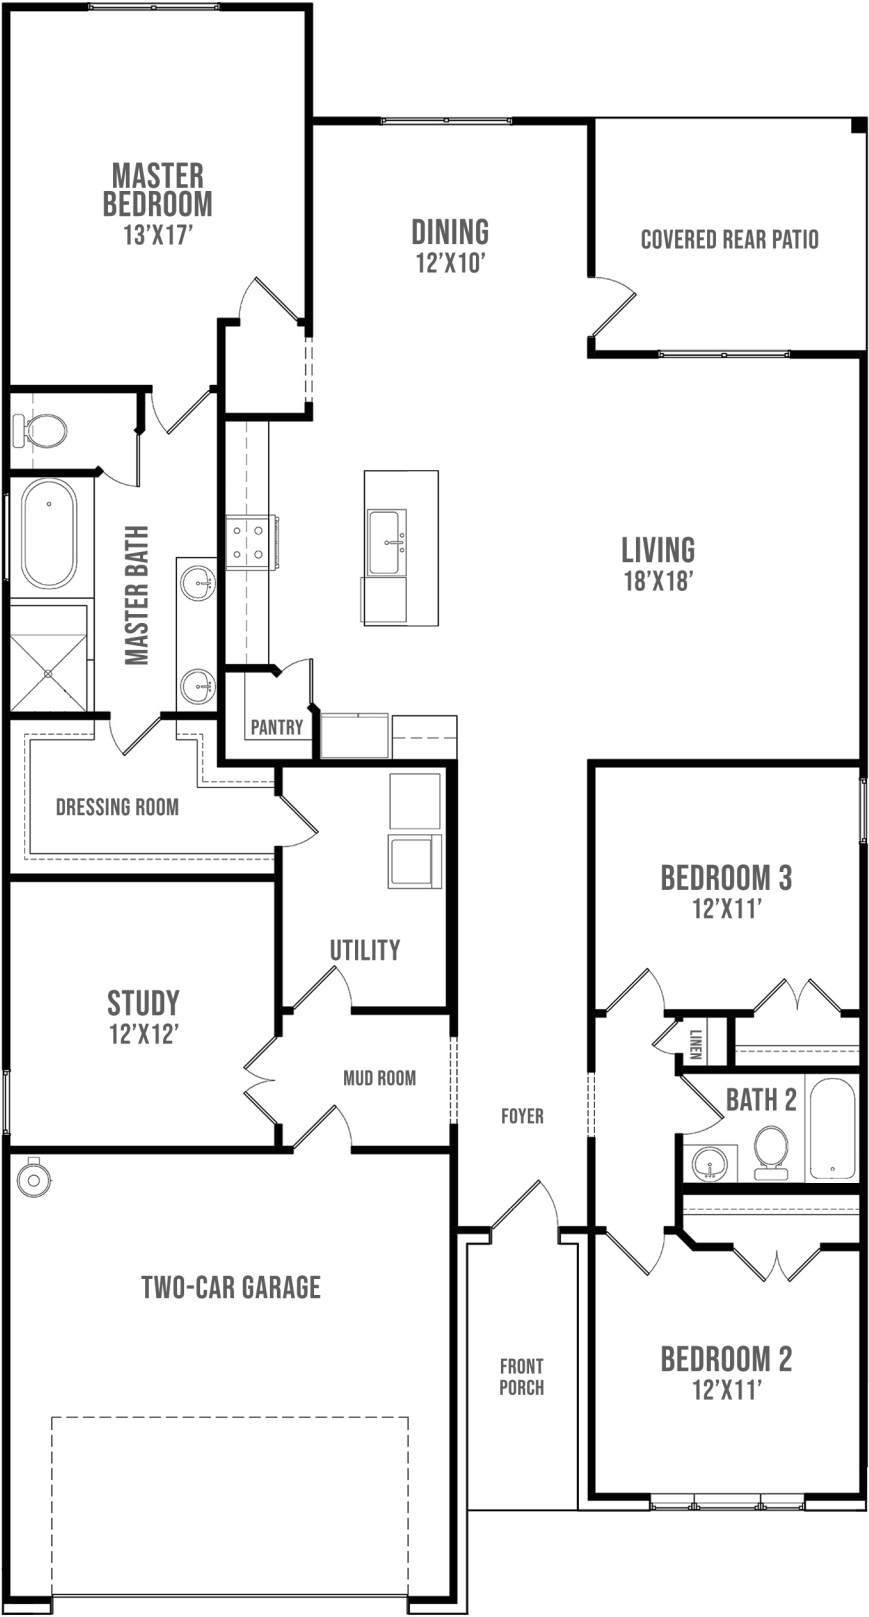 MASTER
BEDROOM
13'X17'
DINING
12'X10'
COVERED REAR PATIO
LIVING
18'X18'
MASTER BATH
PANTRY
DRESSING ROOM
BEDROOM 3
12'X11'
UTILITY
STUDY
12'X12'
LINEN
MUD ROOM
BATH 2
FOYER
TWO-CAR GARAGE
FRONT
PORCH
BEDROOM 2
12'X11'